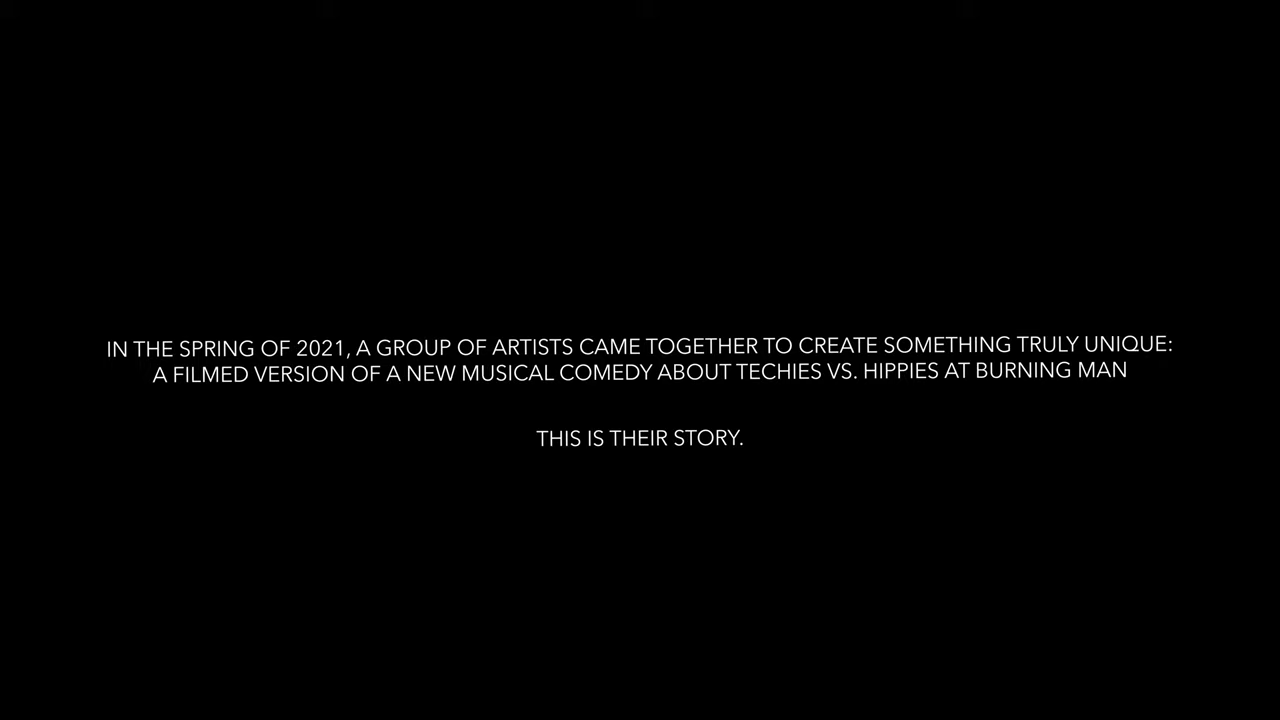 IN THE SPRING OF 2021, A GROUP OF ARTISTS CAME TOGETHER TO CREATE SOMETHING TRULY UNIQUE:
A FILMED VERSION OF A NEW MUSICAL COMEDY ABOUT TECHIES VS. HIPPIES AT BURNING MAN
THIS IS THEIR STORY.